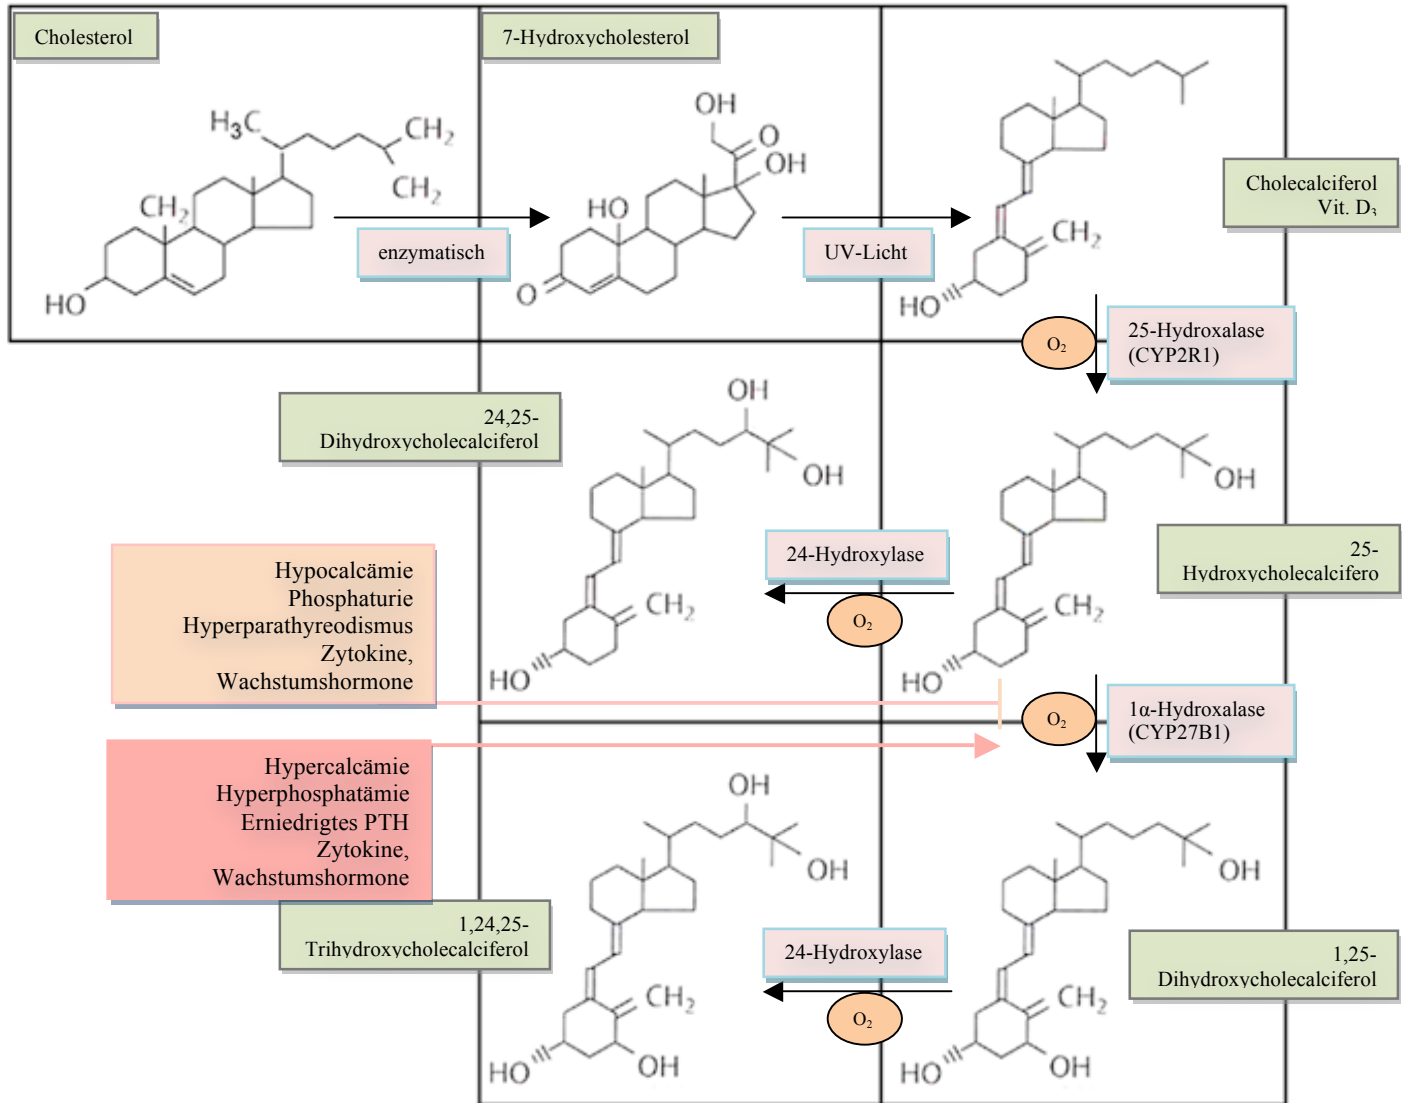 Cholesterol
7-Hydroxycholesterol
H₃C
CH₂
CH₂
CH₂
HO
enzymatisch
OH
O
OH
HO
O
UV-Licht
CH₂
HO
Cholecalciferol
Vit. D₃
O₂
25-Hydroxalase
(CYP2R1)
24,25-
Dihydroxycholecalciferol
OH
OH
CH₂
HO
24-Hydroxylase
O₂
OH
CH₂
HO
25-
Hydroxycholecalcifero
Hypocalcämie
Phosphaturie
Hyperparathyreodismus
Zytokine,
Wachstumshormone
O₂
1α-Hydroxalase
(CYP27B1)
Hypercalcämie
Hyperphosphatämie
Erniedrigtes PTH
Zytokine,
Wachstumshormone
1,24,25-
Trihydroxycholecalciferol
OH
OH
CH₂
HO
OH
24-Hydroxylase
O₂
OH
CH₂
HO
OH
1,25-
Dihydroxycholecalciferol